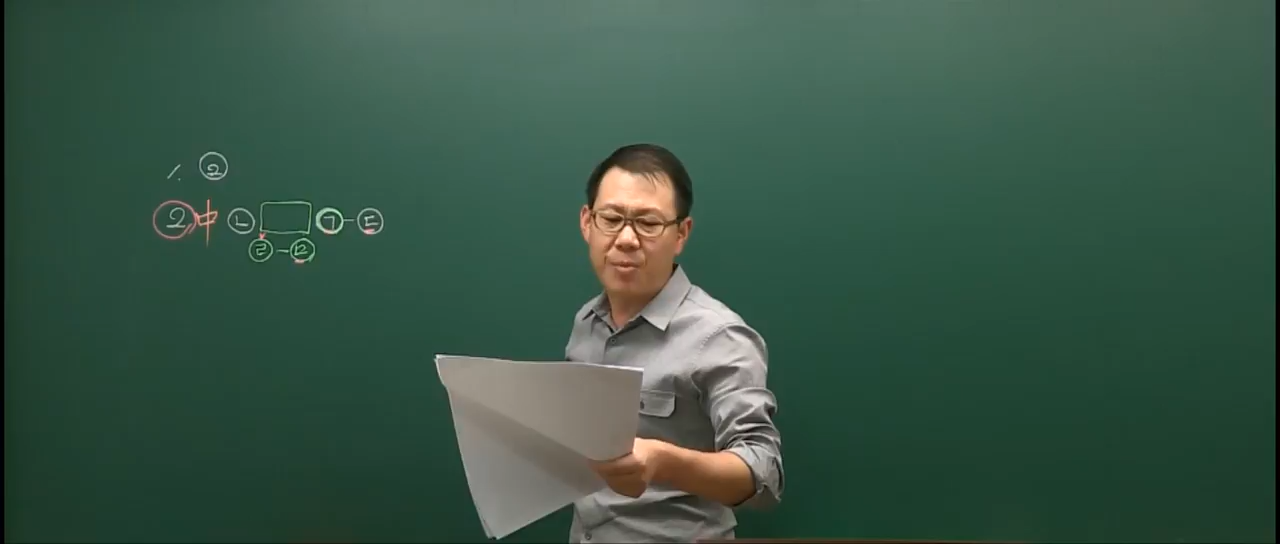 1. ②
② 中 ㉡ ㉠-㉢
㉣-